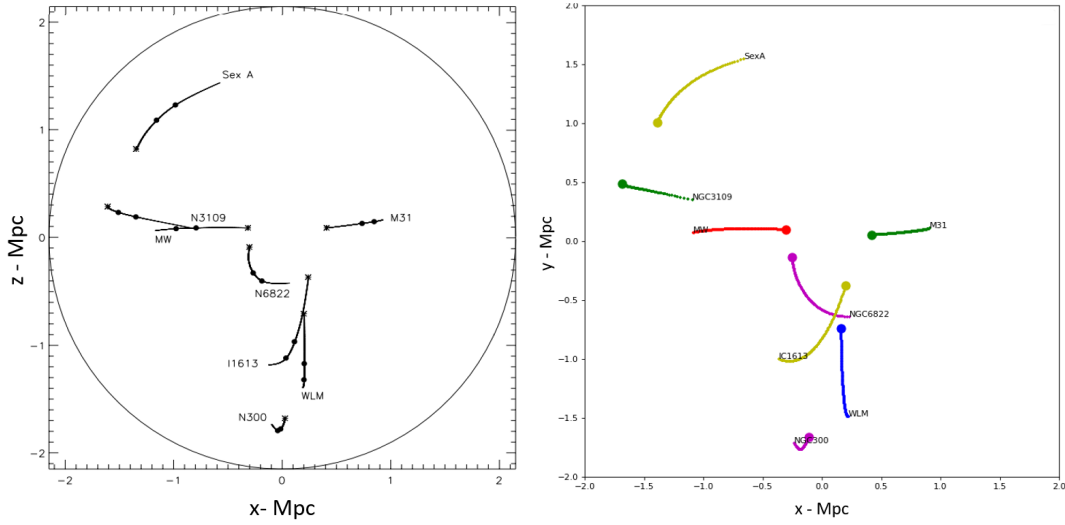 2
1
0
−1
−2
z - Mpc
−2
−1
0
1
2
x- Mpc
Sex A
N3109
MW
M31
N6822
I1613
WLM
N300
2.0
1.5
1.0
0.5
0.0
−0.5
−1.0
−1.5
−2.0
y - Mpc
−2.0
−1.5
−1.0
−0.5
0.0
0.5
1.0
1.5
2.0
x - Mpc
SexA
NGC3109
MW
M31
NGC6822
IC1613
WLM
NGC300